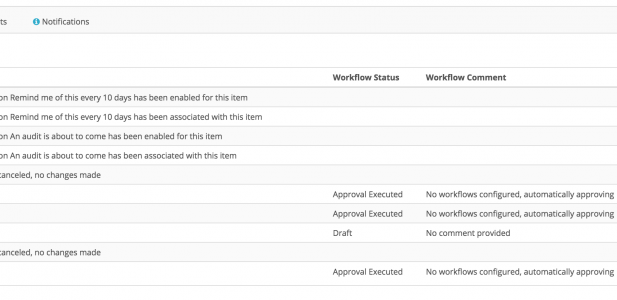 ts Notifications
Workflow Status Workflow Comment
on Remind me of this every 10 days has been enabled for this item
on Remind me of this every 10 days has been associated with this item
on An audit is about to come has been enabled for this item
on An audit is about to come has been associated with this item
canceled, no changes made
Approval Executed No workflows configured, automatically approving
Approval Executed No workflows configured, automatically approving
Draft No comment provided
canceled, no changes made
Approval Executed No workflows configured, automatically approving